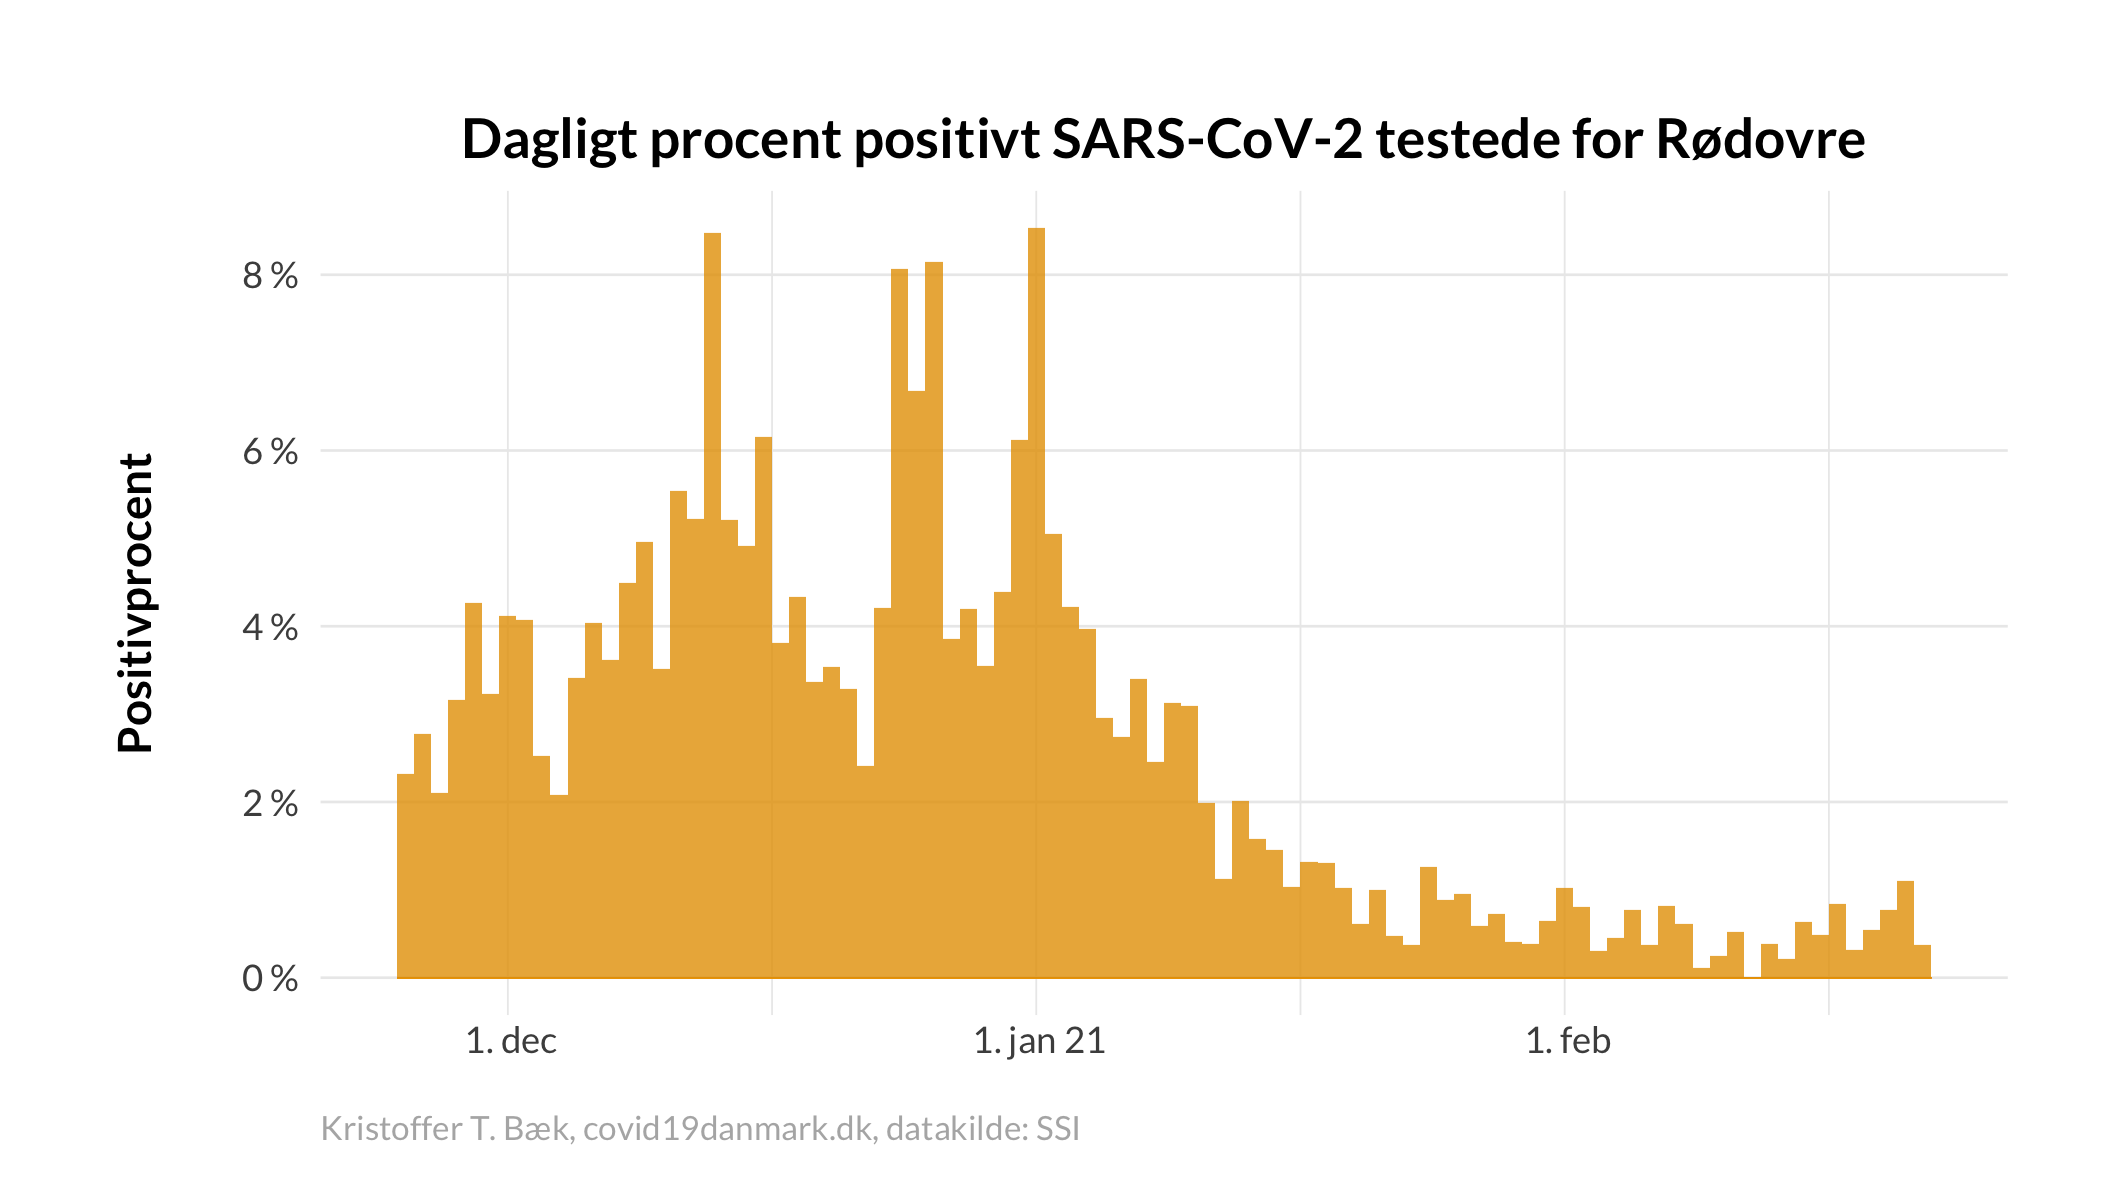 Dagligt procent positivt SARS-CoV-2 testede for Rødovre
Positivprocent
8 %
6 %
4 %
2 %
0 %
1. dec
1. jan 21
1. feb
Kristoffer T. Bæk, covid19danmark.dk, datakilde: SSI